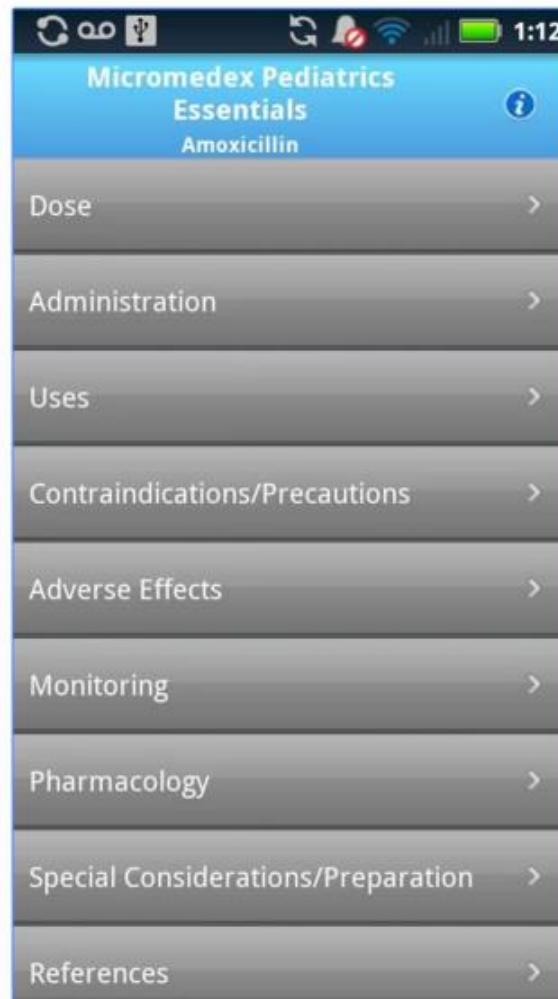 1:12
Micromedex Pediatrics
Essentials
Amoxicillin
Dose
Administration
Uses
Contraindications/Precautions
Adverse Effects
Monitoring
Pharmacology
Special Considerations/Preparation
References